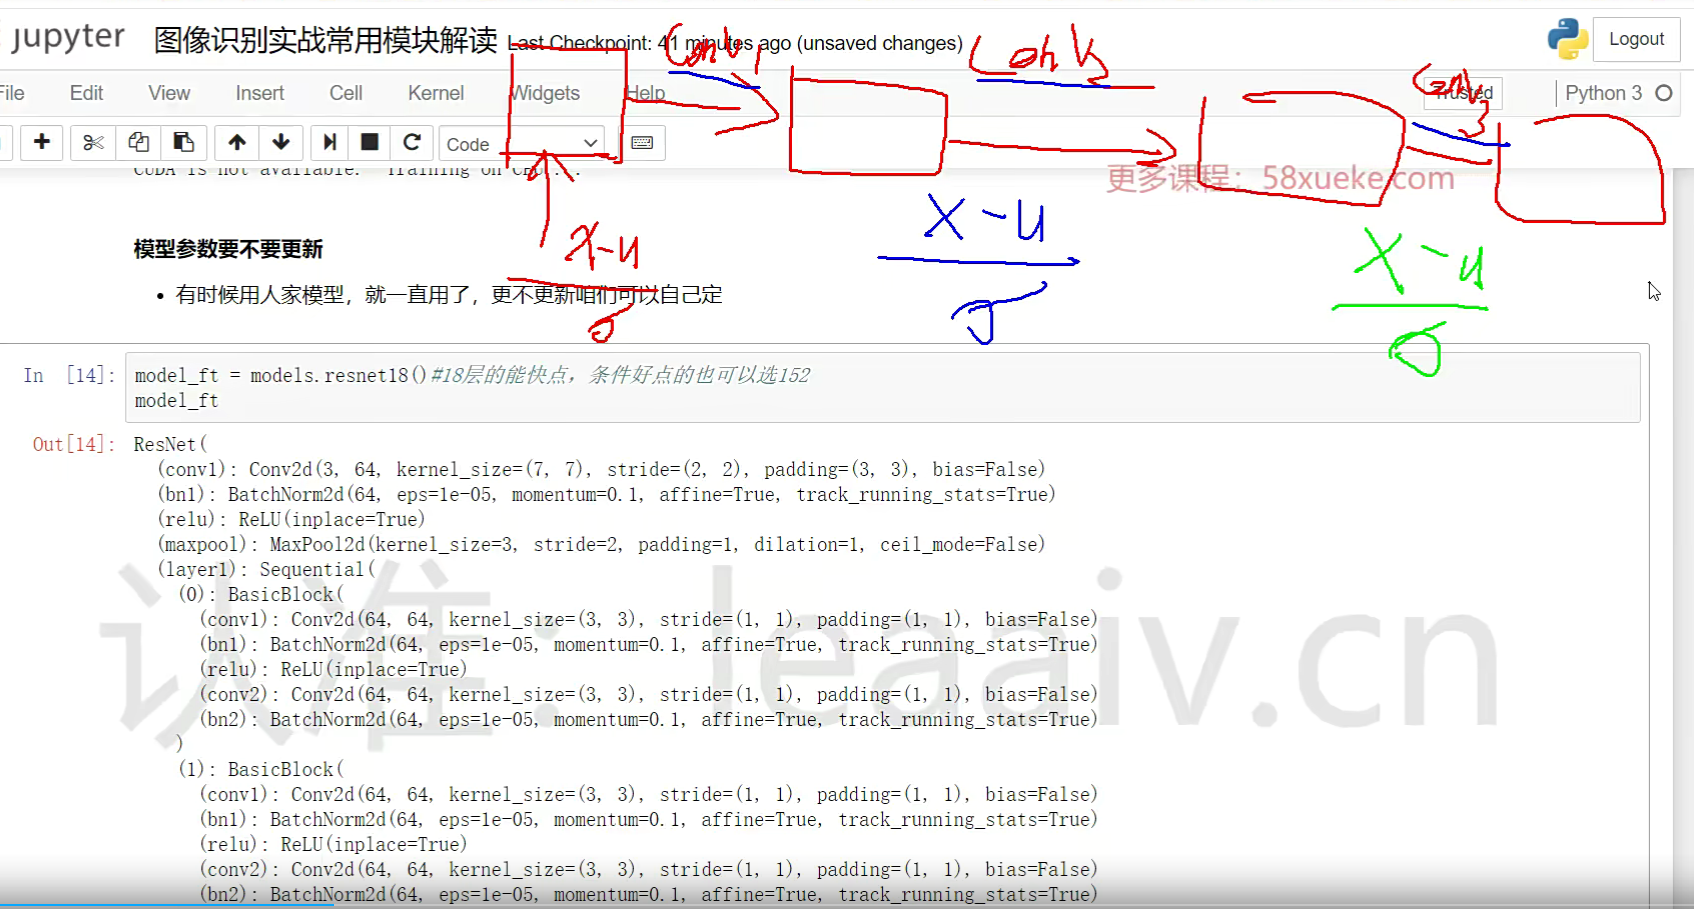 jupyter 图像识别实战常用模块解读 Last Checkpoint: 41 minutes ago (unsaved changes) Logout
Conv1 Conv2 Conv3
File Edit View Insert Cell Kernel Widgets Help Trusted Python 3
Code
更多课程：58xueke.com
CUDA is not available. Training on CPU ...
x-u
σ
x-u
σ
x-u
σ
模型参数要不要更新
• 有时候用人家模型，就一直用了，更不更新咱们可以自己定
In [14]: model_ft = models.resnet18()#18层的能快点，条件好点的也可以选152
model_ft
Out[14]: ResNet(
(conv1): Conv2d(3, 64, kernel_size=(7, 7), stride=(2, 2), padding=(3, 3), bias=False)
(bn1): BatchNorm2d(64, eps=1e-05, momentum=0.1, affine=True, track_running_stats=True)
(relu): ReLU(inplace=True)
(maxpool): MaxPool2d(kernel_size=3, stride=2, padding=1, dilation=1, ceil_mode=False)
(layer1): Sequential(
(0): BasicBlock(
(conv1): Conv2d(64, 64, kernel_size=(3, 3), stride=(1, 1), padding=(1, 1), bias=False)
(bn1): BatchNorm2d(64, eps=1e-05, momentum=0.1, affine=True, track_running_stats=True)
(relu): ReLU(inplace=True)
(conv2): Conv2d(64, 64, kernel_size=(3, 3), stride=(1, 1), padding=(1, 1), bias=False)
(bn2): BatchNorm2d(64, eps=1e-05, momentum=0.1, affine=True, track_running_stats=True)
)
(1): BasicBlock(
(conv1): Conv2d(64, 64, kernel_size=(3, 3), stride=(1, 1), padding=(1, 1), bias=False)
(bn1): BatchNorm2d(64, eps=1e-05, momentum=0.1, affine=True, track_running_stats=True)
(relu): ReLU(inplace=True)
(conv2): Conv2d(64, 64, kernel_size=(3, 3), stride=(1, 1), padding=(1, 1), bias=False)
(bn2): BatchNorm2d(64, eps=1e-05, momentum=0.1, affine=True, track_running_stats=True)
认准：leaaiv.cn